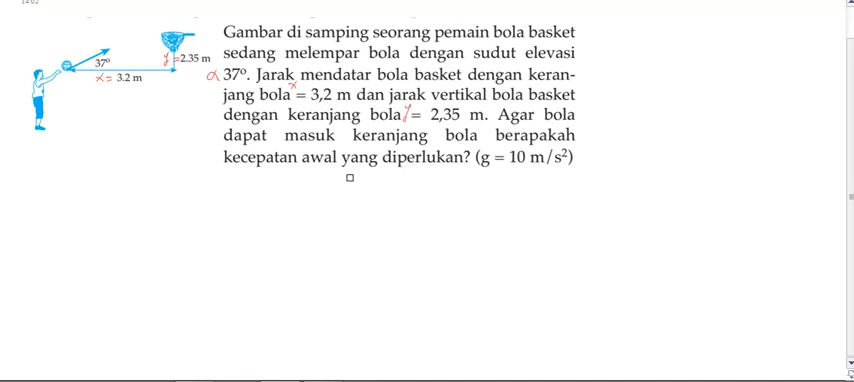 Gambar di samping seorang pemain bola basket
sedang melempar bola dengan sudut elevasi
α 37º. Jarak mendatar bola basket dengan keran-
jang bola x = 3,2 m dan jarak vertikal bola basket
dengan keranjang bola y = 2,35 m. Agar bola
dapat masuk keranjang bola berapakah
kecepatan awal yang diperlukan? (g = 10 m/s²)
37º
y = 2.35 m
x = 3.2 m